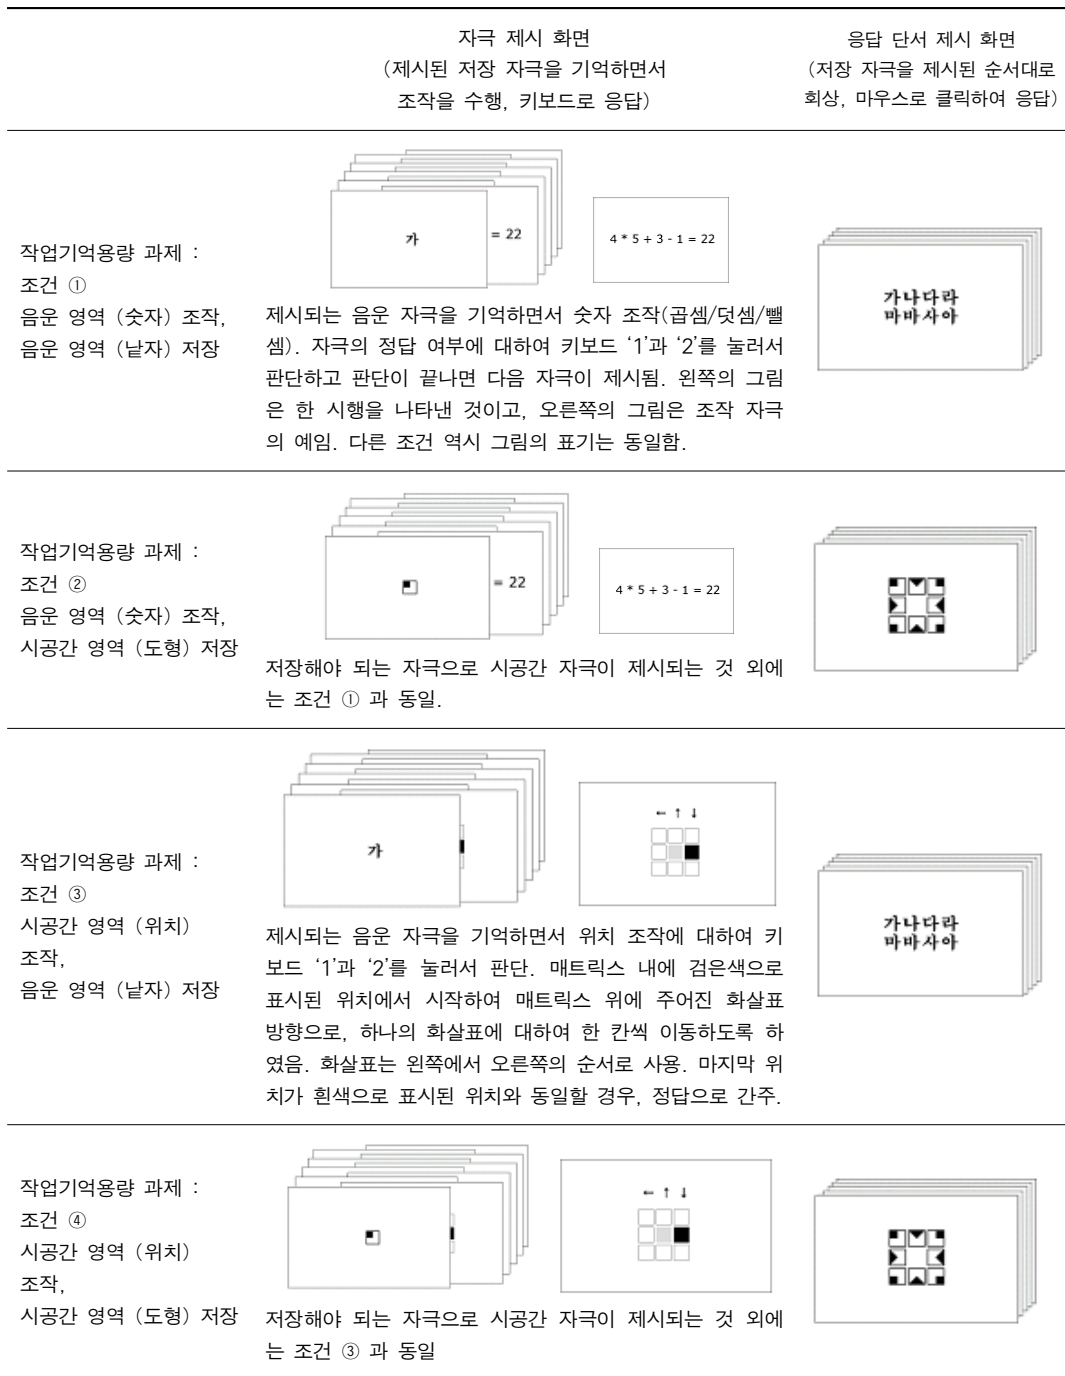 자극 제시 화면
(제시된 저장 자극을 기억하면서
조작을 수행, 키보드로 응답)
응답 단서 제시 화면
(저장 자극을 제시된 순서대로
회상, 마우스로 클릭하여 응답)
작업기억용량 과제 :
조건 ①
음운 영역 (숫자) 조작,
음운 영역 (낱자) 저장
가
= 22
4 * 5 + 3 - 1 = 22
제시되는 음운 자극을 기억하면서 숫자 조작(곱셈/덧셈/뺄
셈). 자극의 정답 여부에 대하여 키보드 ‘1’과 ‘2’를 눌러서
판단하고 판단이 끝나면 다음 자극이 제시됨. 왼쪽의 그림
은 한 시행을 나타낸 것이고, 오른쪽의 그림은 조작 자극
의 예임. 다른 조건 역시 그림의 표기는 동일함.
가나다라
마바사아
작업기억용량 과제 :
조건 ②
음운 영역 (숫자) 조작,
시공간 영역 (도형) 저장
= 22
4 * 5 + 3 - 1 = 22
저장해야 되는 자극으로 시공간 자극이 제시되는 것 외에
는 조건 ① 과 동일.
작업기억용량 과제 :
조건 ③
시공간 영역 (위치)
조작,
음운 영역 (낱자) 저장
가
← ↑ ↓
제시되는 음운 자극을 기억하면서 위치 조작에 대하여 키
보드 ‘1’과 ‘2’를 눌러서 판단. 매트릭스 내에 검은색으로
표시된 위치에서 시작하여 매트릭스 위에 주어진 화살표
방향으로, 하나의 화살표에 대하여 한 칸씩 이동하도록 하
였음. 화살표는 왼쪽에서 오른쪽의 순서로 사용. 마지막 위
치가 흰색으로 표시된 위치와 동일할 경우, 정답으로 간주.
가나다라
마바사아
작업기억용량 과제 :
조건 ④
시공간 영역 (위치)
조작,
시공간 영역 (도형) 저장
← ↑ ↓
저장해야 되는 자극으로 시공간 자극이 제시되는 것 외에
는 조건 ③ 과 동일